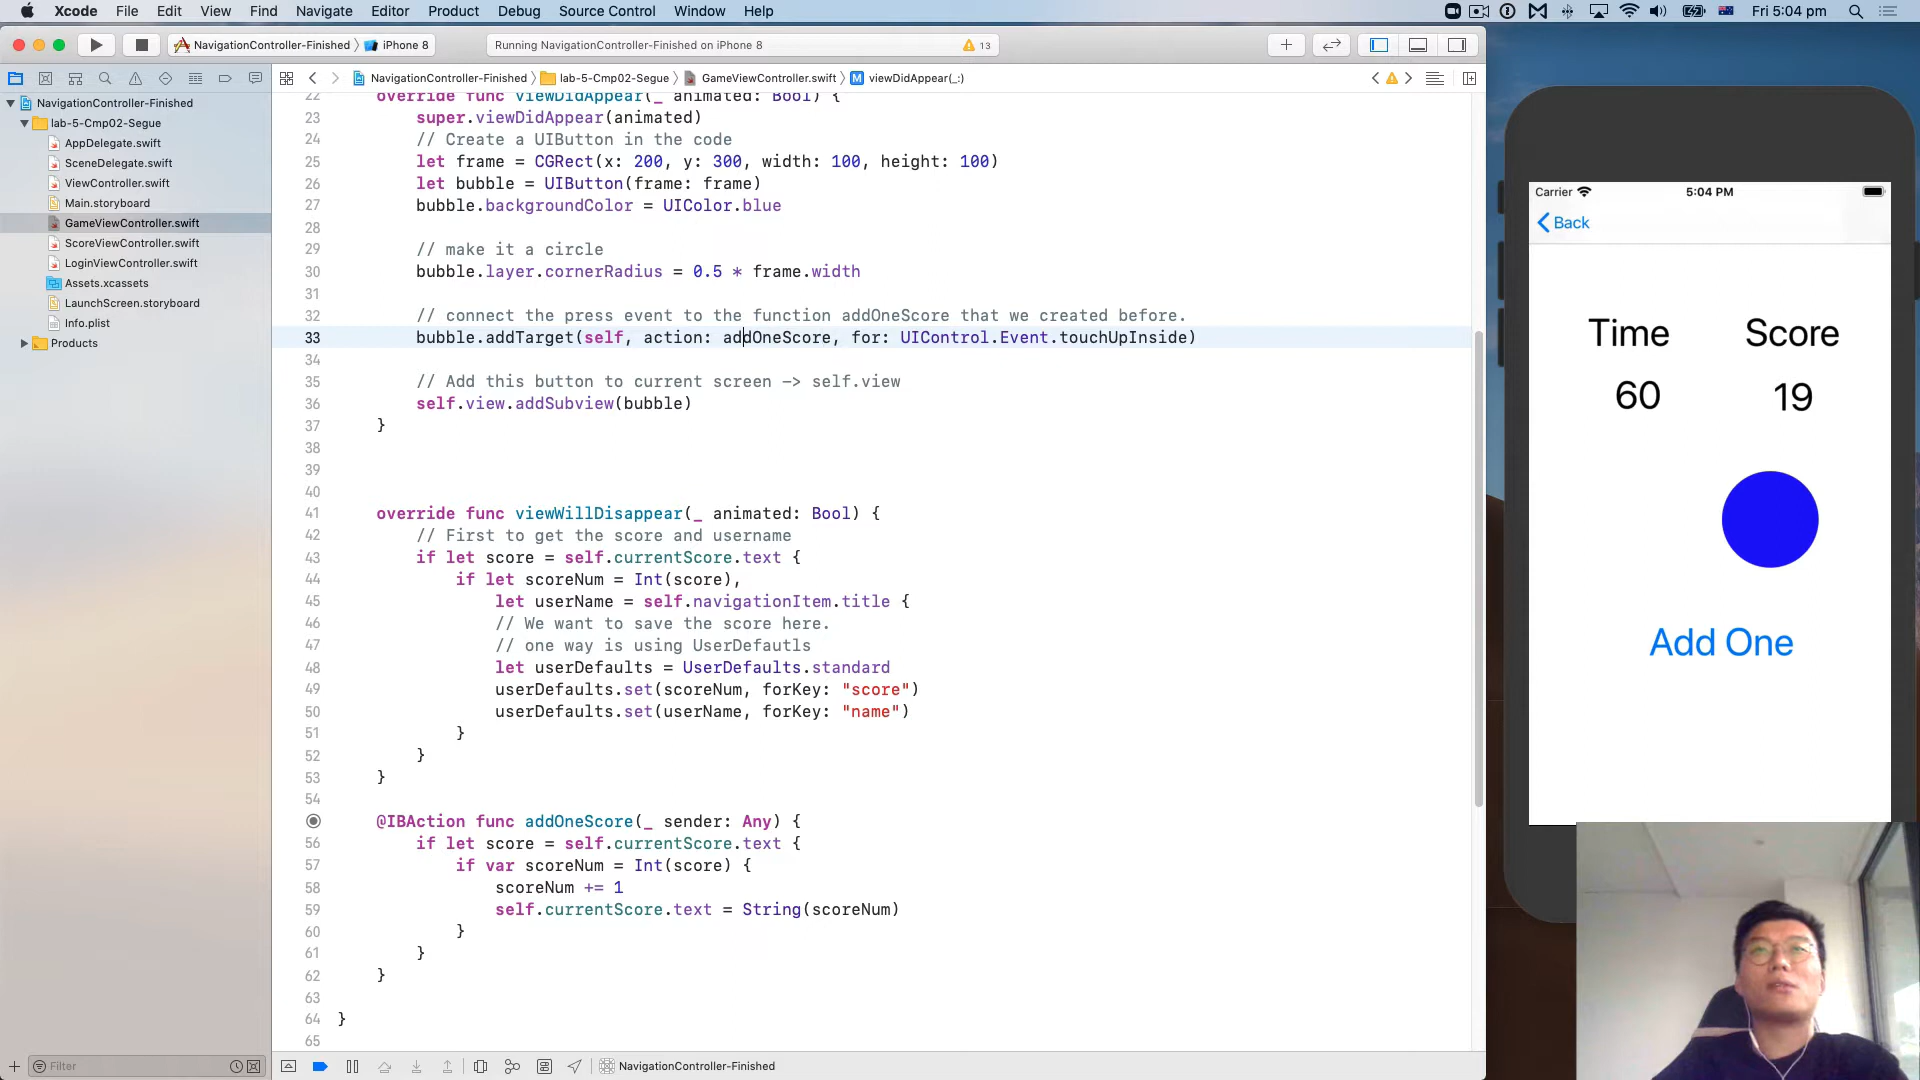 Xcode File Edit View Find Navigate Editor Product Debug Source Control Window Help Fri 5:04 pm
NavigationController-Finished iPhone 8 Running NavigationController-Finished on iPhone 8 13
NavigationController-Finished lab-5-Cmp02-Segue GameViewController.swift M viewDidAppear(_:)
NavigationController-Finished
lab-5-Cmp02-Segue
AppDelegate.swift
SceneDelegate.swift
ViewController.swift
Main.storyboard
GameViewController.swift
ScoreViewController.swift
LoginViewController.swift
Assets.xcassets
LaunchScreen.storyboard
Info.plist
Products
Filter
22 override func viewDidAppear(_ animated: Bool) {
23 super.viewDidAppear(animated)
24 // Create a UIButton in the code
25 let frame = CGRect(x: 200, y: 300, width: 100, height: 100)
26 let bubble = UIButton(frame: frame)
27 bubble.backgroundColor = UIColor.blue
28
29 // make it a circle
30 bubble.layer.cornerRadius = 0.5 * frame.width
31
32 // connect the press event to the function addOneScore that we created before.
33 bubble.addTarget(self, action: addOneScore, for: UIControl.Event.touchUpInside)
34
35 // Add this button to current screen -> self.view
36 self.view.addSubview(bubble)
37 }
38
39
40
41 override func viewWillDisappear(_ animated: Bool) {
42 // First to get the score and username
43 if let score = self.currentScore.text {
44 if let scoreNum = Int(score),
45 let userName = self.navigationItem.title {
46 // We want to save the score here.
47 // one way is using UserDefautls
48 let userDefaults = UserDefaults.standard
49 userDefaults.set(scoreNum, forKey: "score")
50 userDefaults.set(userName, forKey: "name")
51 }
52 }
53 }
54
@IBAction func addOneScore(_ sender: Any) {
56 if let score = self.currentScore.text {
57 if var scoreNum = Int(score) {
58 scoreNum += 1
59 self.currentScore.text = String(scoreNum)
60 }
61 }
62 }
63
64 }
65
NavigationController-Finished
Carrier 5:04 PM
Back
Time Score
60 19
Add One